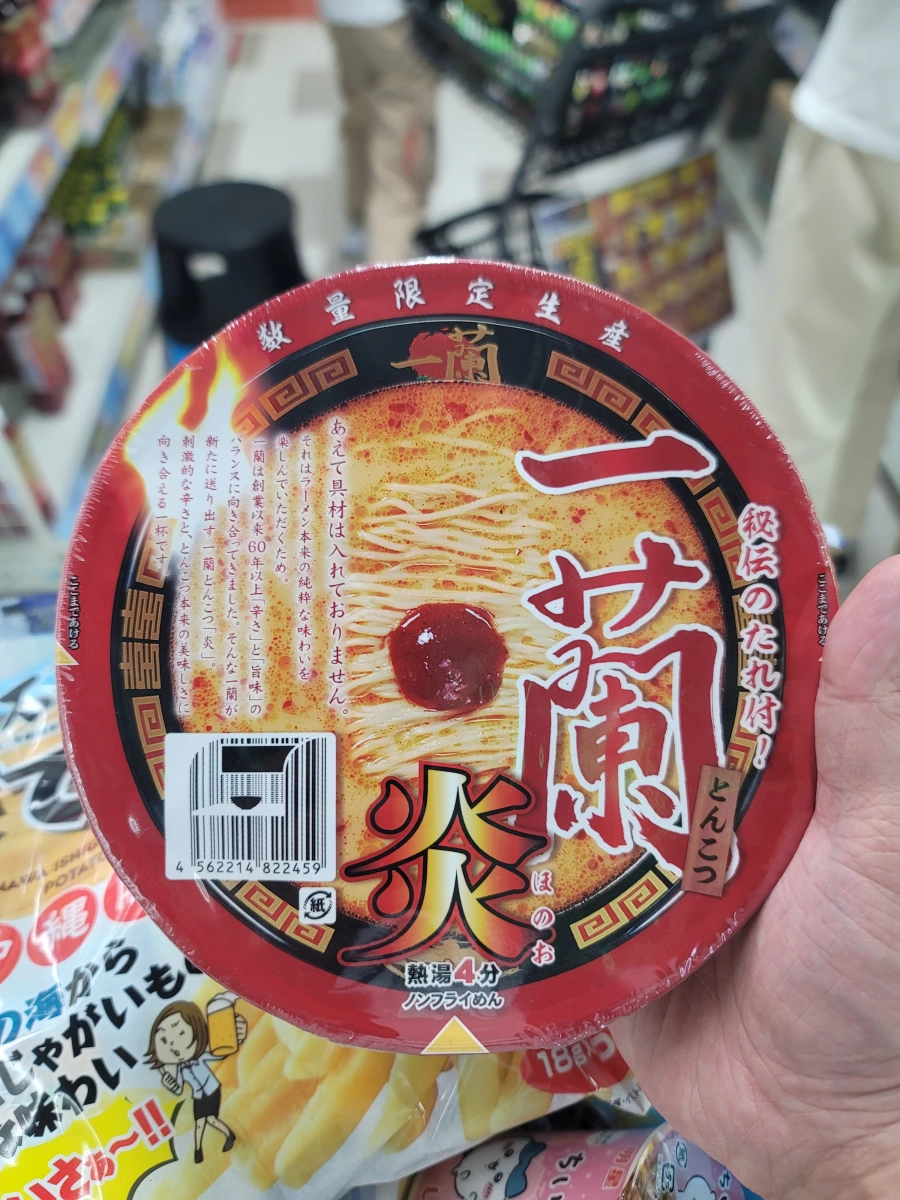 数量限定生産
一蘭
一蘭
秘伝のたれ付!
とんこつ
炎
ほのお
あえて具材は入れておりません。
それはラーメン本来の純粋な味わいを
楽しんでいただくため。
一蘭は創業以来60年以上「辛さ」と「旨味」の
バランスに向き合ってきました。そんな一蘭が
新たに送り出す一蘭とんこつ「炎」。
刺激的な辛さと、とんこつ本来の美味しさに
向き合える一杯です。
ここまであける
ここまであける
4 562214 822459
紙
熱湯4分
ノンフライめん
縄
の海から
じゃがいもの
味わい
POTATO
18g